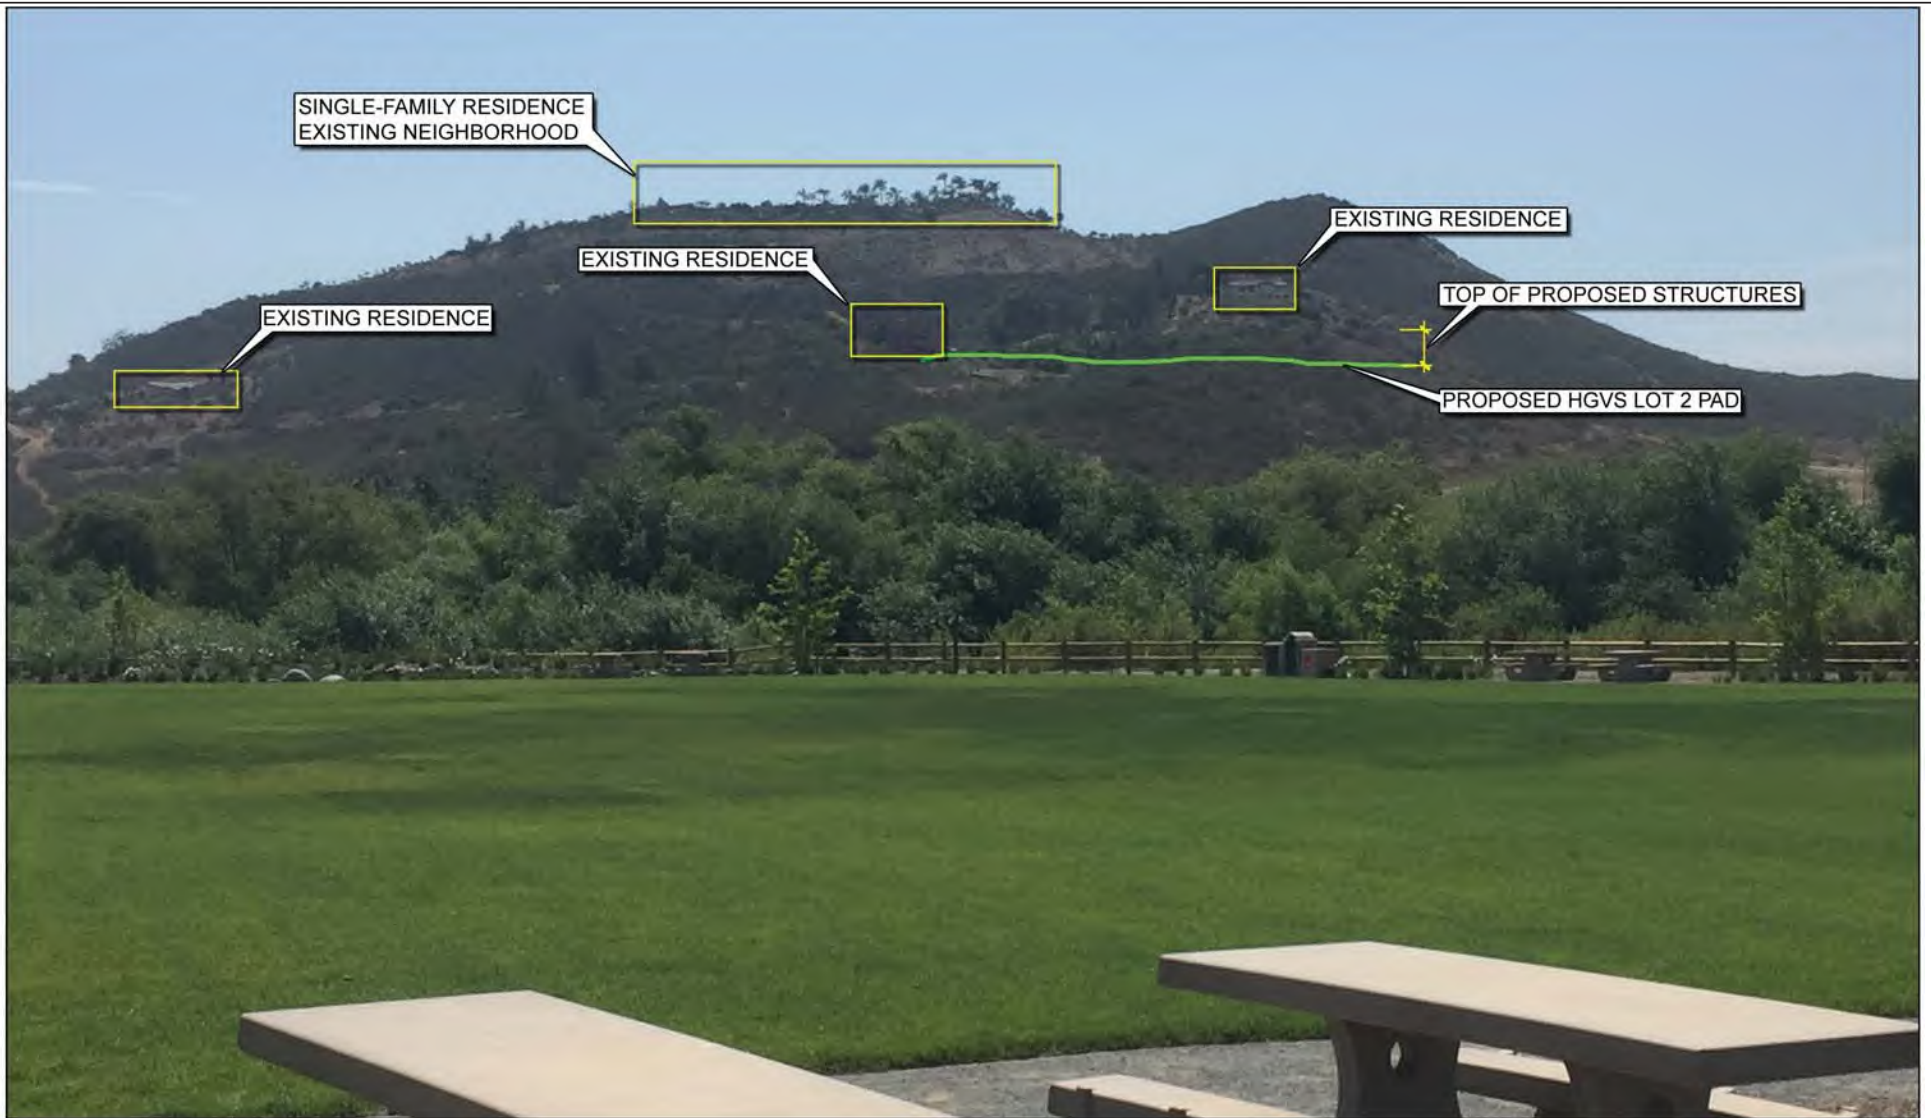 SINGLE-FAMILY RESIDENCE
EXISTING NEIGHBORHOOD
EXISTING RESIDENCE
EXISTING RESIDENCE
EXISTING RESIDENCE
TOP OF PROPOSED STRUCTURES
PROPOSED HGVS LOT 2 PAD